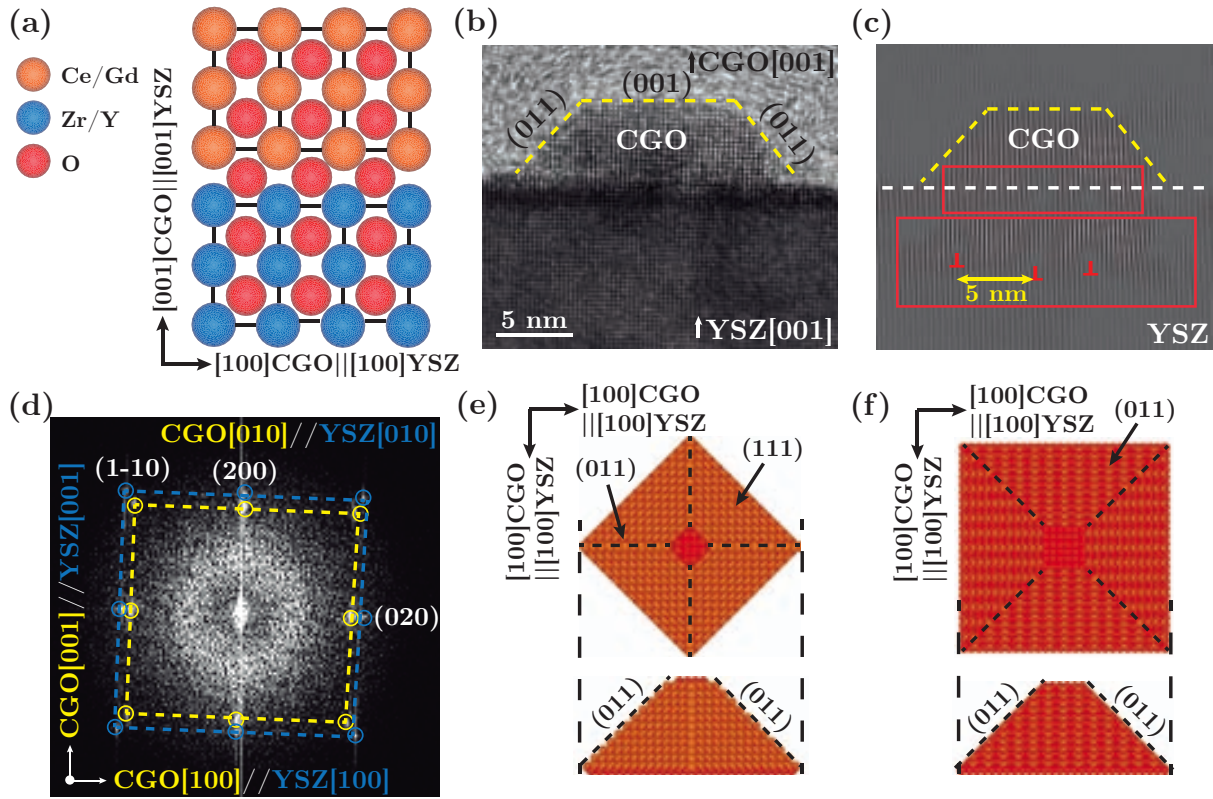 (a)
Ce/Gd
Zr/Y
O
[001]CGO||[001]YSZ
[100]CGO||[100]YSZ
(b)
CGO[001]
(001)
(011)
(011)
CGO
5 nm
YSZ[001]
(c)
CGO
5 nm
YSZ
(d)
CGO[010]//YSZ[010]
(1-10)
(200)
(020)
CGO[001]//YSZ[001]
CGO[100]//YSZ[100]
(e)
[100]CGO
||[100]YSZ
[100]CGO
||[100]YSZ
(011)
(111)
(011)
(011)
(f)
[100]CGO
||[100]YSZ
[100]CGO
||[100]YSZ
(011)
(011)
(011)